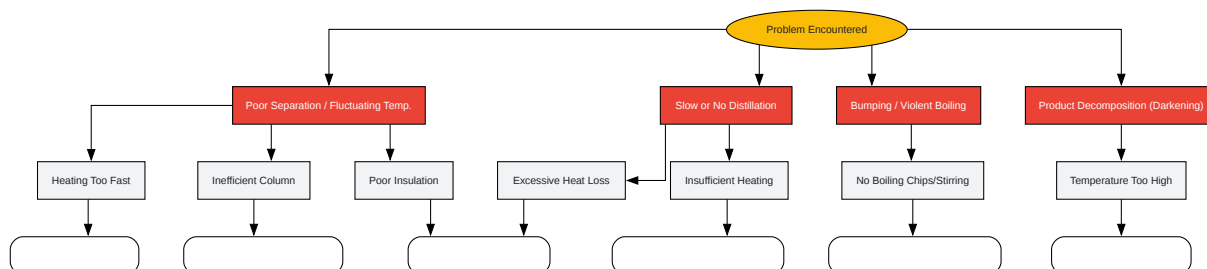 Problem Encountered
Poor Separation / Fluctuating Temp.
Slow or No Distillation
Bumping / Violent Boiling
Product Decomposition (Darkening)
Heating Too Fast
Inefficient Column
Poor Insulation
Excessive Heat Loss
Insufficient Heating
No Boiling Chips/Stirring
Temperature Too High